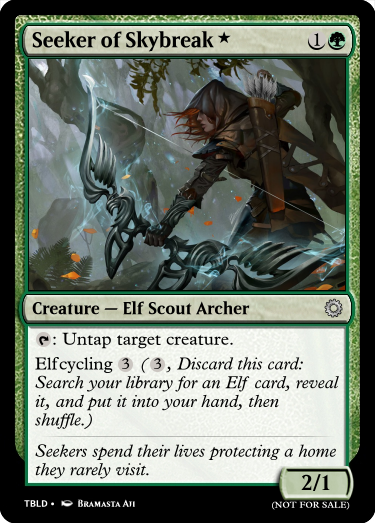 Seeker of Skybreak ★ 1
Creature — Elf Scout Archer
: Untap target creature.
Elfcycling 3 (3, Discard this card:
Search your library for an Elf card, reveal
it, and put it into your hand, then
shuffle.)
Seekers spend their lives protecting a home
they rarely visit.
2/1
TBLD • Bramasta Aji
(NOT FOR SALE)